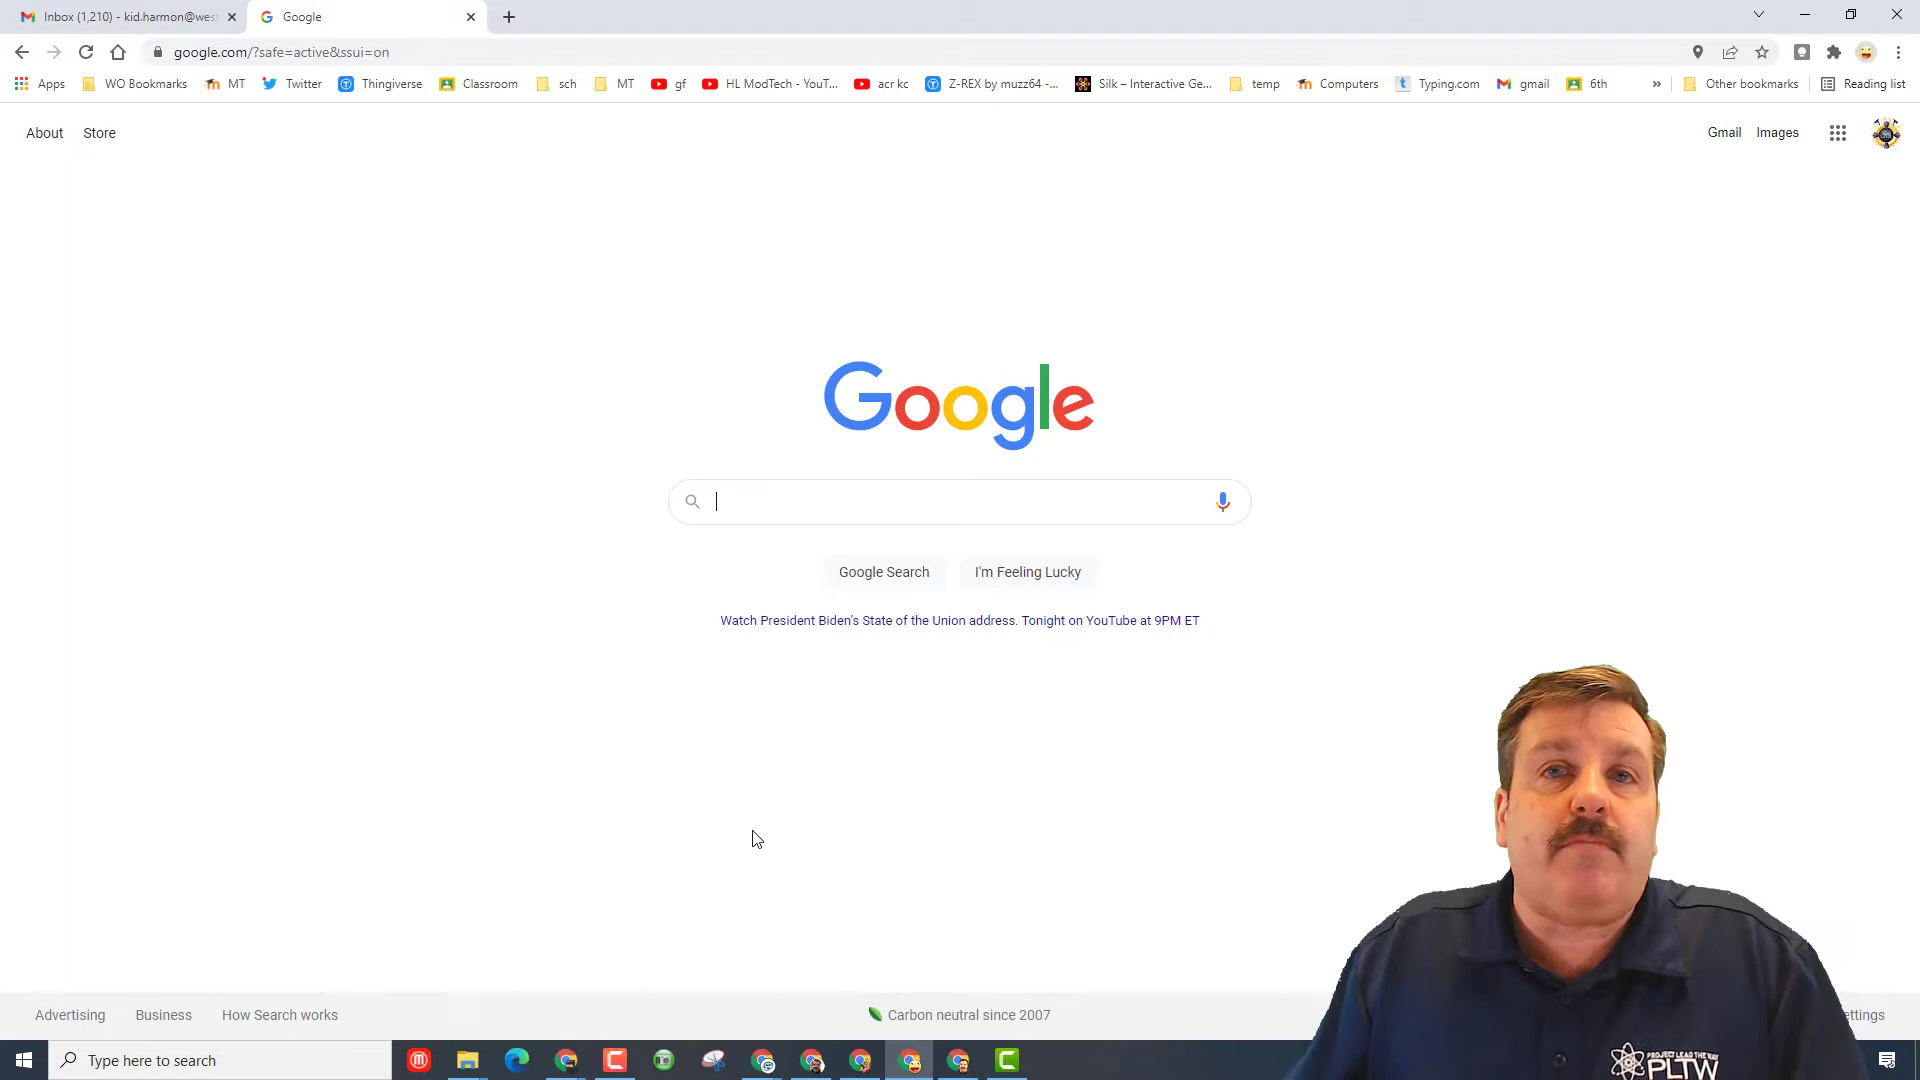 Inbox (1,210) - kid.harmon@wes
Google
google.com/?safe=active&ssui=on
Apps WO Bookmarks MT Twitter Thingiverse Classroom sch MT gf HL ModTech - YouT... acr kc Z-REX by muzz64 -... Silk – Interactive Ge... temp Computers Typing.com gmail 6th » Other bookmarks Reading list
About Store Gmail Images
Google
Google Search I'm Feeling Lucky
Watch President Biden's State of the Union address. Tonight on YouTube at 9PM ET
Advertising Business How Search works Carbon neutral since 2007 ettings
Type here to search
PROJECT LEAD THE WAY
PLTW